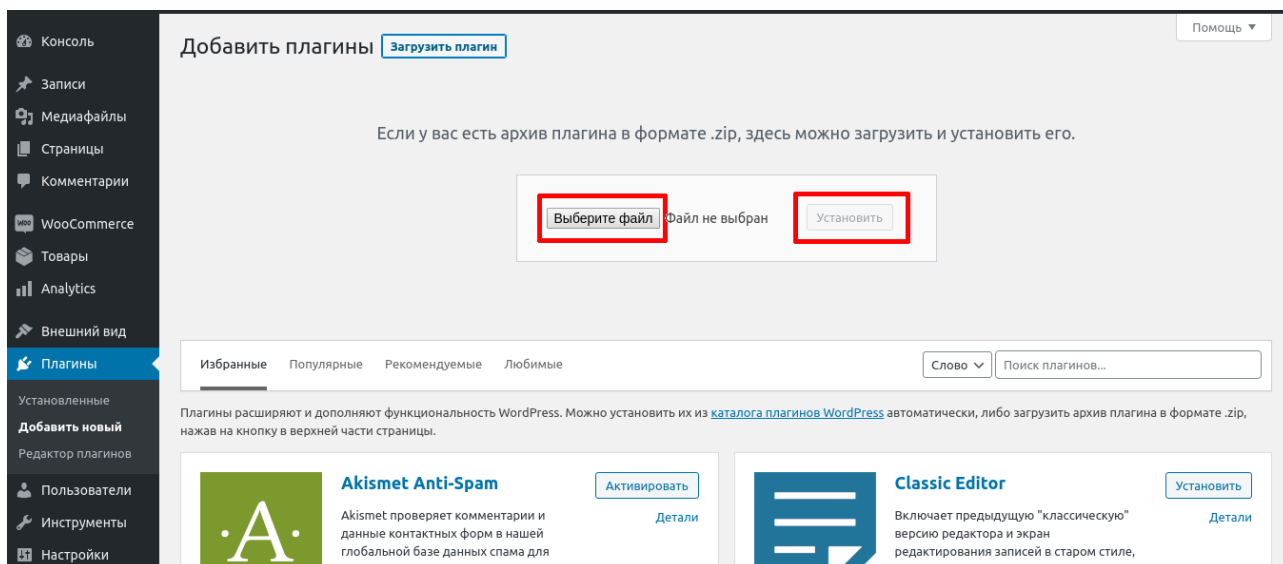 Помощь ▼
Консоль
Записи
Медиафайлы
Страницы
Комментарии
WooCommerce
Товары
Analytics
Внешний вид
Плагины
Установленные
Добавить новый
Редактор плагинов
Пользователи
Инструменты
Настройки
Добавить плагины Загрузить плагин
Если у вас есть архив плагина в формате .zip, здесь можно загрузить и установить его.
Выберите файл Файл не выбран Установить
Избранные Популярные Рекомендуемые Любимые Слово Поиск плагинов...
Плагины расширяют и дополняют функциональность WordPress. Можно установить их из каталога плагинов WordPress автоматически, либо загрузить архив плагина в формате .zip,
нажав на кнопку в верхней части страницы.
·A·
Akismet Anti-Spam
Активировать
Детали
Akismet проверяет комментарии и
данные контактных форм в нашей
глобальной базе данных спама для
Classic Editor
Установить
Детали
Включает предыдущую "классическую"
версию редактора и экран
редактирования записей в старом стиле,